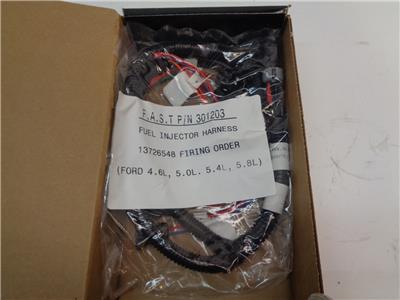 F.A.S.T P/N 301203
FUEL INJECTOR HARNESS
13726548 FIRING ORDER
(FORD 4.6L, 5.0L. 5.4L, 5.8L)